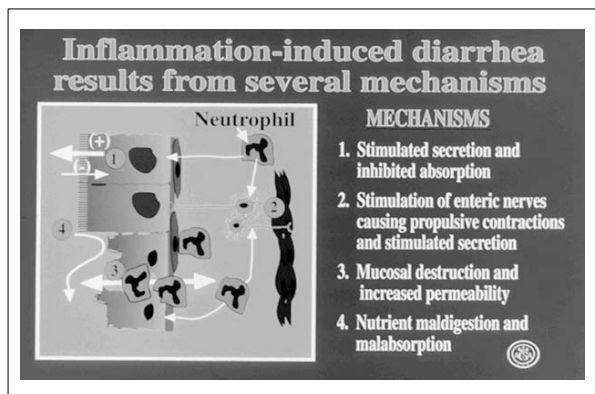 Inflammation-induced diarrhea
results from several mechanisms
Neutrophil
(+)
1
(-)
2
4
3
MECHANISMS
1. Stimulated secretion and
inhibited absorption
2. Stimulation of enteric nerves
causing propulsive contractions
and stimulated secretion
3. Mucosal destruction and
increased permeability
4. Nutrient maldigestion and
malabsorption